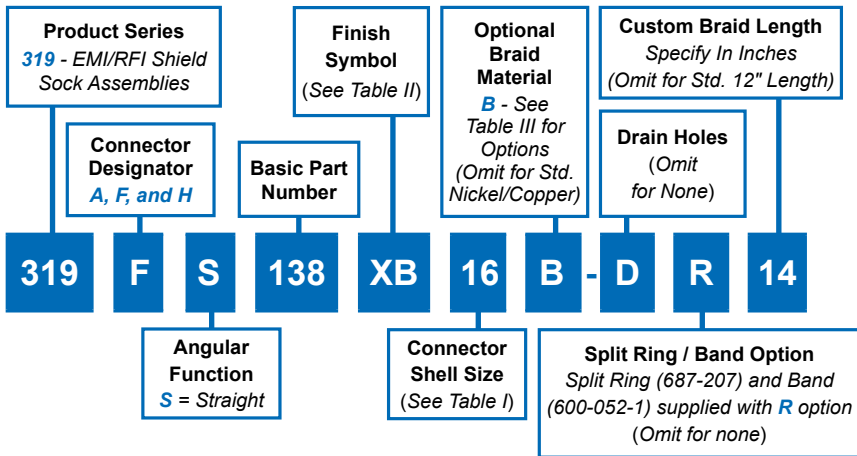 Product Series
319 - EMI/RFI Shield
Sock Assemblies
Connector
Designator
A, F, and H
Basic Part
Number
Finish
Symbol
(See Table II)
Optional
Braid
Material
B - See
Table III for
Options
(Omit for Std.
Nickel/Copper)
Custom Braid Length
Specify In Inches
(Omit for Std. 12" Length)
Drain Holes
(Omit
for None)
319 F S 138 XB 16 B - D R 14
Angular
Function
S = Straight
Connector
Shell Size
(See Table I)
Split Ring / Band Option
Split Ring (687-207) and Band
(600-052-1) supplied with R option
(Omit for none)